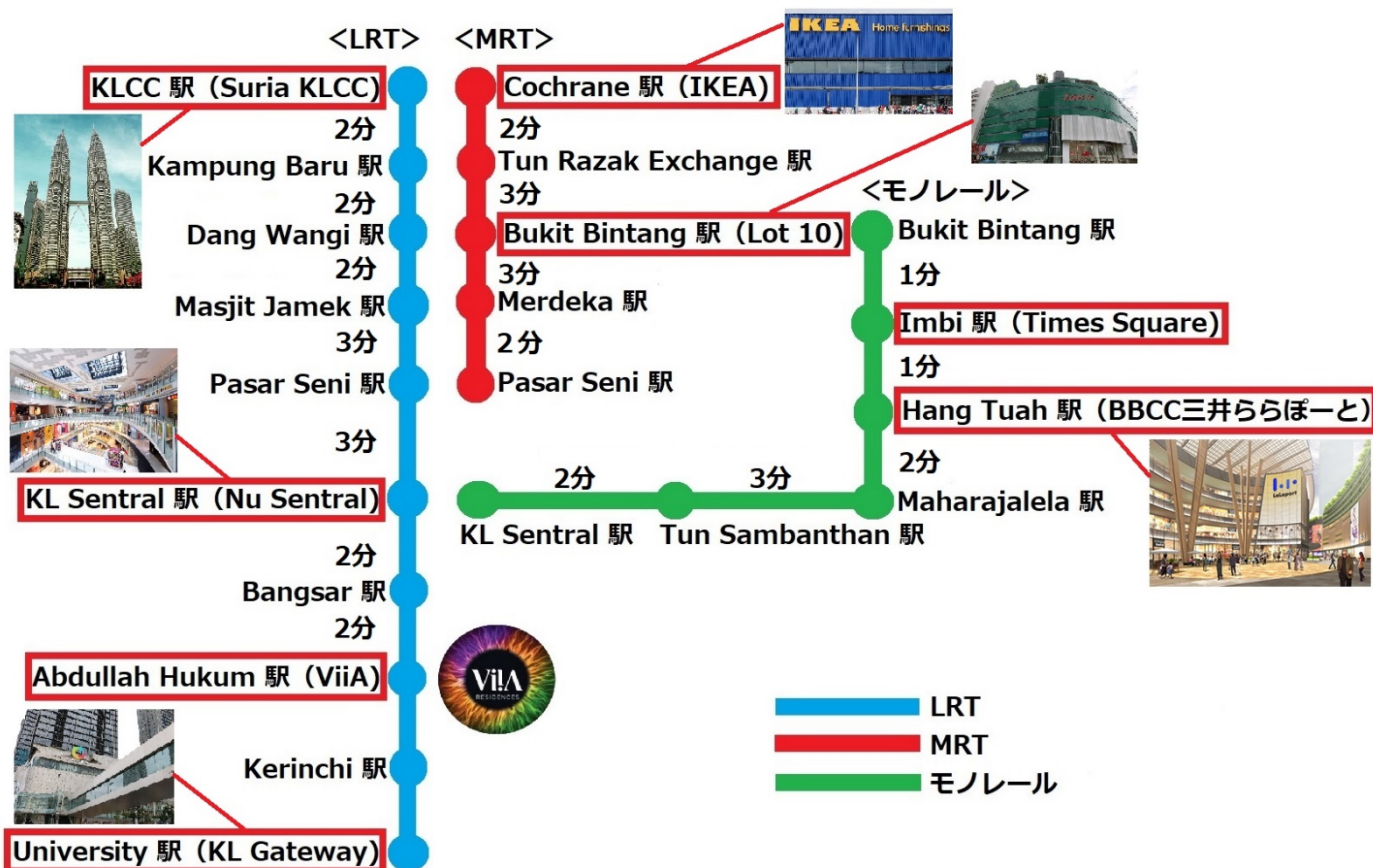 <LRT>
KLCC 駅（Suria KLCC）
2分
Kampung Baru 駅
2分
Dang Wangi 駅
2分
Masjit Jamek 駅
3分
Pasar Seni 駅
3分
KL Sentral 駅（Nu Sentral）
2分
Bangsar 駅
2分
Abdullah Hukum 駅（ViiA）
Kerinchi 駅
University 駅（KL Gateway）
<MRT>
Cochrane 駅（IKEA）
2分
Tun Razak Exchange 駅
3分
Bukit Bintang 駅（Lot 10）
3分
Merdeka 駅
2分
Pasar Seni 駅
IKEA Home furnishings
<モノレール>
Bukit Bintang 駅
1分
Imbi 駅（Times Square）
1分
Hang Tuah 駅（BBCC三井ららぽーと）
2分
Maharajalela 駅
3分
Tun Sambanthan 駅
2分
KL Sentral 駅
LaLaport
Vi!A
RESIDENCES
LRT
MRT
モノレール